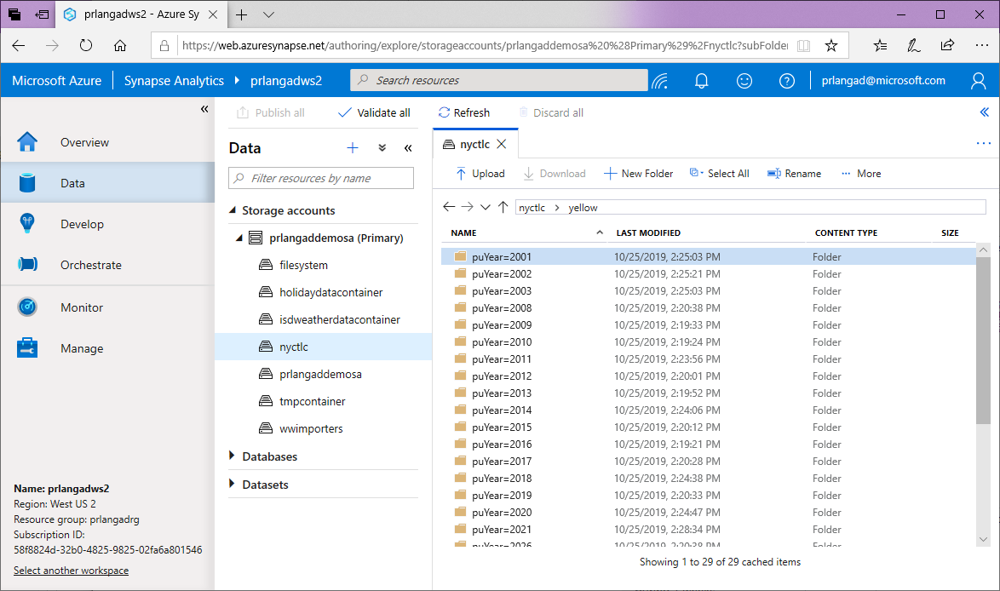 prlangadws2 - Azure Sy
https://web.azuresynapse.net/authoring/explore/storageaccounts/prlangaddemosa%20%28Primary%29%2Fnyctlc?subFolder
Microsoft Azure Synapse Analytics prlangadws2 Search resources prlangad@microsoft.com
Publish all Validate all Refresh Discard all
Overview
Data
Develop
Orchestrate
Monitor
Manage
Name: prlangadws2
Region: West US 2
Resource group: prlangadrg
Subscription ID:
58f8824d-32b0-4825-9825-02fa6a801546
Select another workspace
Data
Filter resources by name
Storage accounts
prlangaddemosa (Primary)
filesystem
holidaydatacontainer
isdweatherdatacontainer
nyctlc
prlangaddemosa
tmpcontainer
wwimporters
Databases
Datasets
nyctlc
Upload Download New Folder Select All Rename More
nyctlc > yellow
NAME LAST MODIFIED CONTENT TYPE SIZE
puYear=2001 10/25/2019, 2:25:03 PM Folder
puYear=2002 10/25/2019, 2:25:21 PM Folder
puYear=2003 10/25/2019, 2:25:03 PM Folder
puYear=2008 10/25/2019, 2:20:38 PM Folder
puYear=2009 10/25/2019, 2:19:33 PM Folder
puYear=2010 10/25/2019, 2:19:24 PM Folder
puYear=2011 10/25/2019, 2:23:56 PM Folder
puYear=2012 10/25/2019, 2:20:01 PM Folder
puYear=2013 10/25/2019, 2:19:52 PM Folder
puYear=2014 10/25/2019, 2:24:06 PM Folder
puYear=2015 10/25/2019, 2:20:12 PM Folder
puYear=2016 10/25/2019, 2:19:21 PM Folder
puYear=2017 10/25/2019, 2:20:28 PM Folder
puYear=2018 10/25/2019, 2:24:38 PM Folder
puYear=2019 10/25/2019, 2:20:33 PM Folder
puYear=2020 10/25/2019, 2:24:47 PM Folder
puYear=2021 10/25/2019, 2:28:34 PM Folder
puYear=2026 10/25/2019, 2:20:38 PM Folder
Showing 1 to 29 of 29 cached items